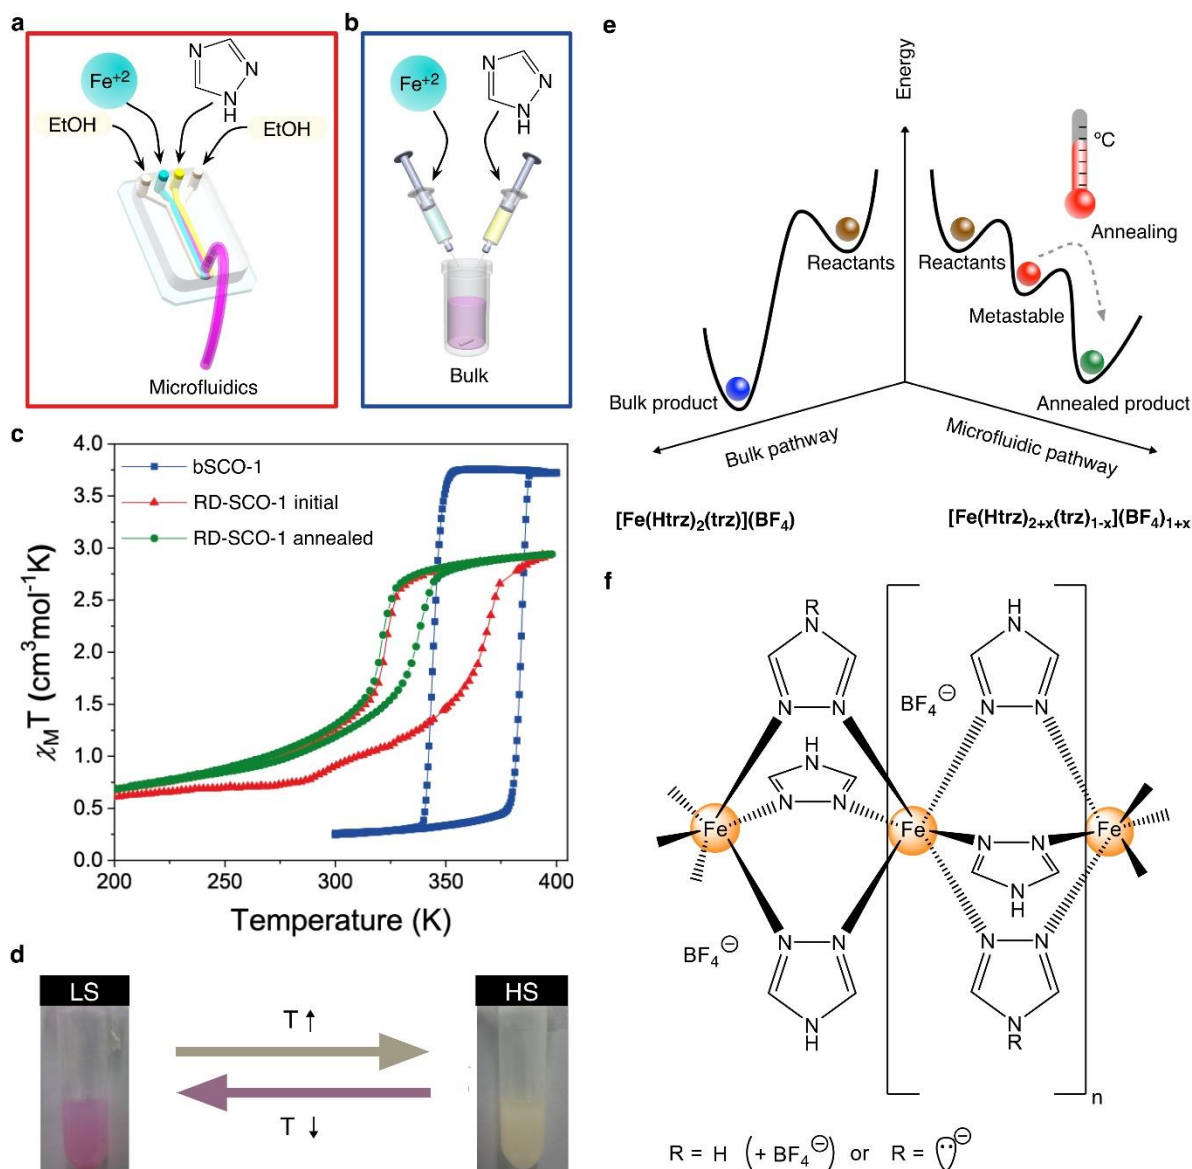 a
Fe+2
N
N
N
H
EtOH
EtOH
Microfluidics
b
Fe+2
N
N
N
H
Bulk
c
χMT (cm3mol-1K)
4.0
3.5
3.0
2.5
2.0
1.5
1.0
0.5
0.0
bSCO-1
RD-SCO-1 initial
RD-SCO-1 annealed
200
250
300
350
400
Temperature (K)
d
LS
T ↑
T ↓
HS
e
Energy
ºC
Annealing
Reactants
Reactants
Metastable
Bulk product
Annealed product
Bulk pathway
Microfluidic pathway
[Fe(Htrz)2(trz)](BF4)
[Fe(Htrz)2+x(trz)1-x](BF4)1+x
f
R
H
N
N
BF4⊖
N
N
N
N
H
N
N
N
Fe
Fe
Fe
N
N
N
H
BF4⊖
N
N
N
N
N
N
H
R
n
R = H (+ BF4⊖) or R = ⊖